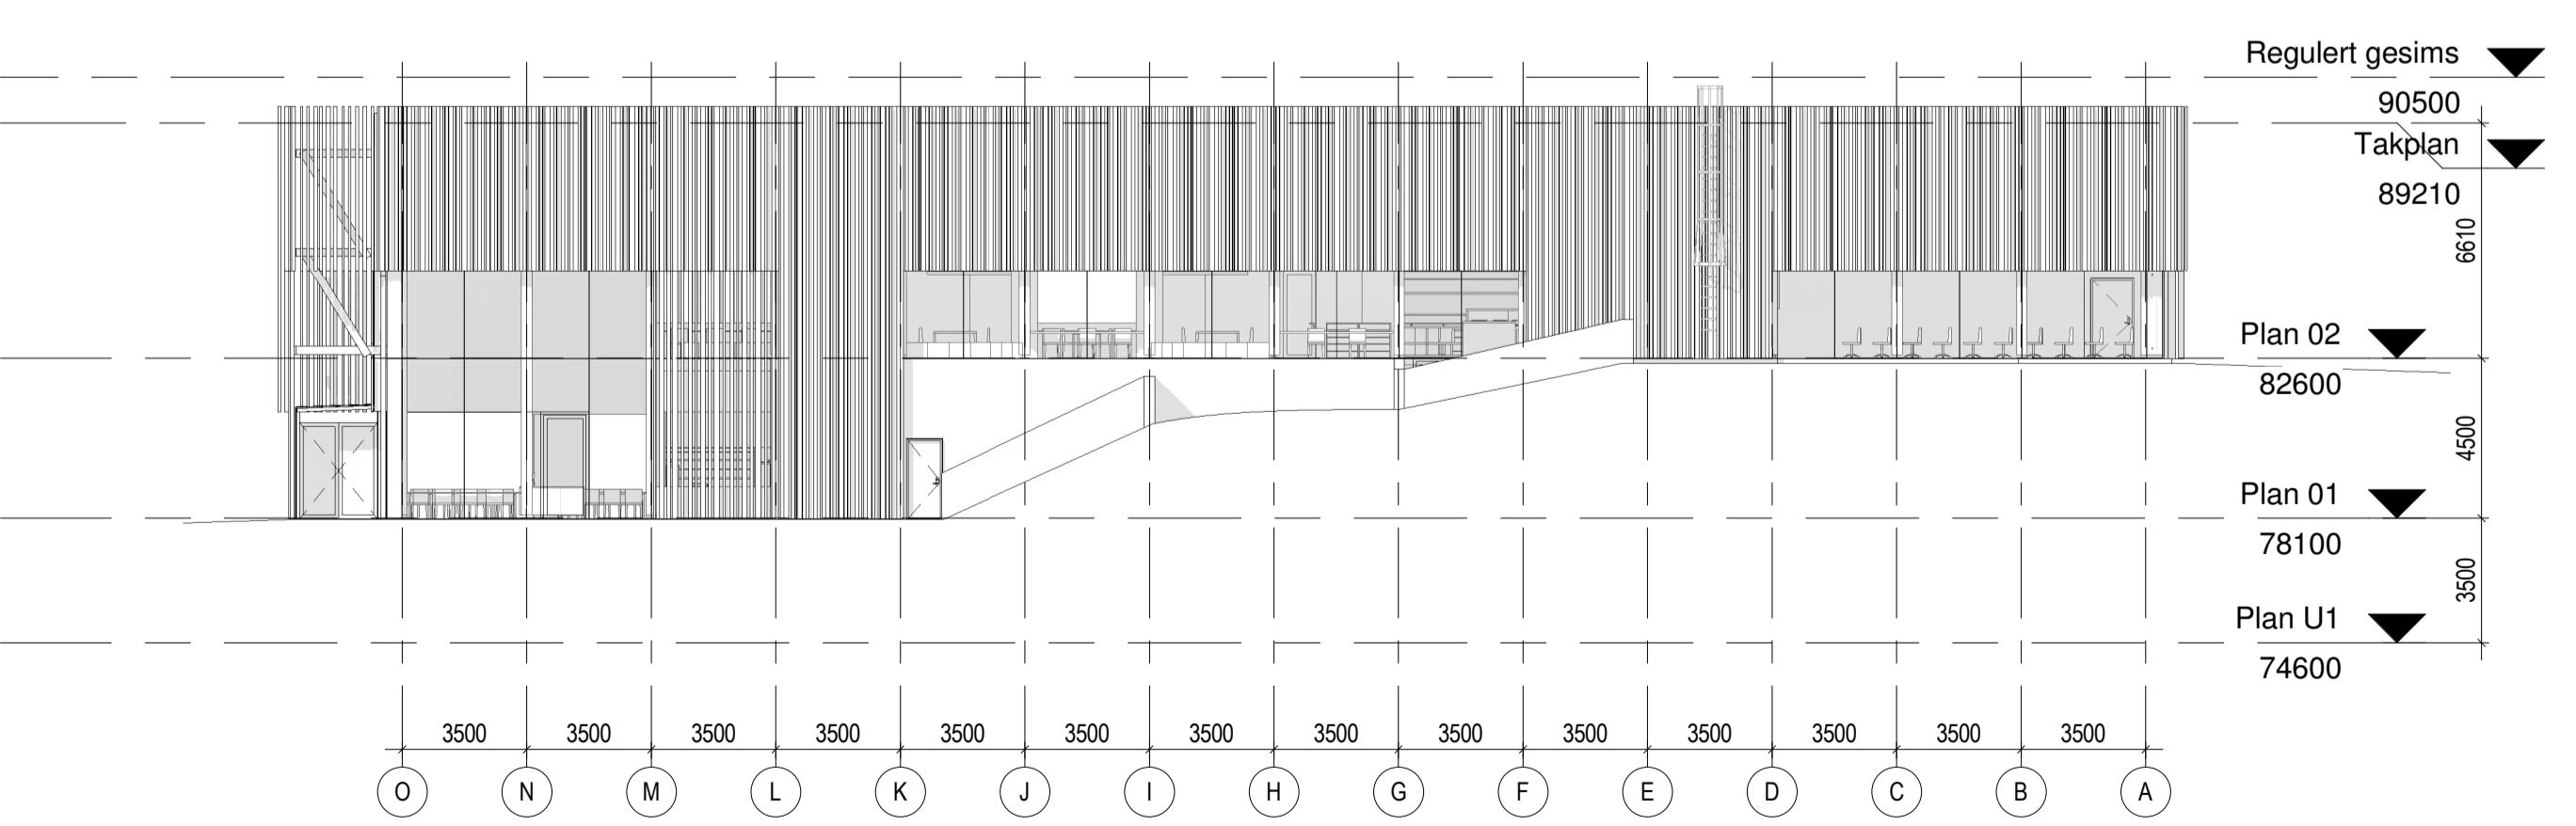 Regulert gesims
90500
Takplan
89210
6610
Plan 02
82600
4500
Plan 01
78100
3500
Plan U1
74600
3500 3500 3500 3500 3500 3500 3500 3500 3500 3500 3500 3500 3500 3500
O N M L K J I H G F E D C B A